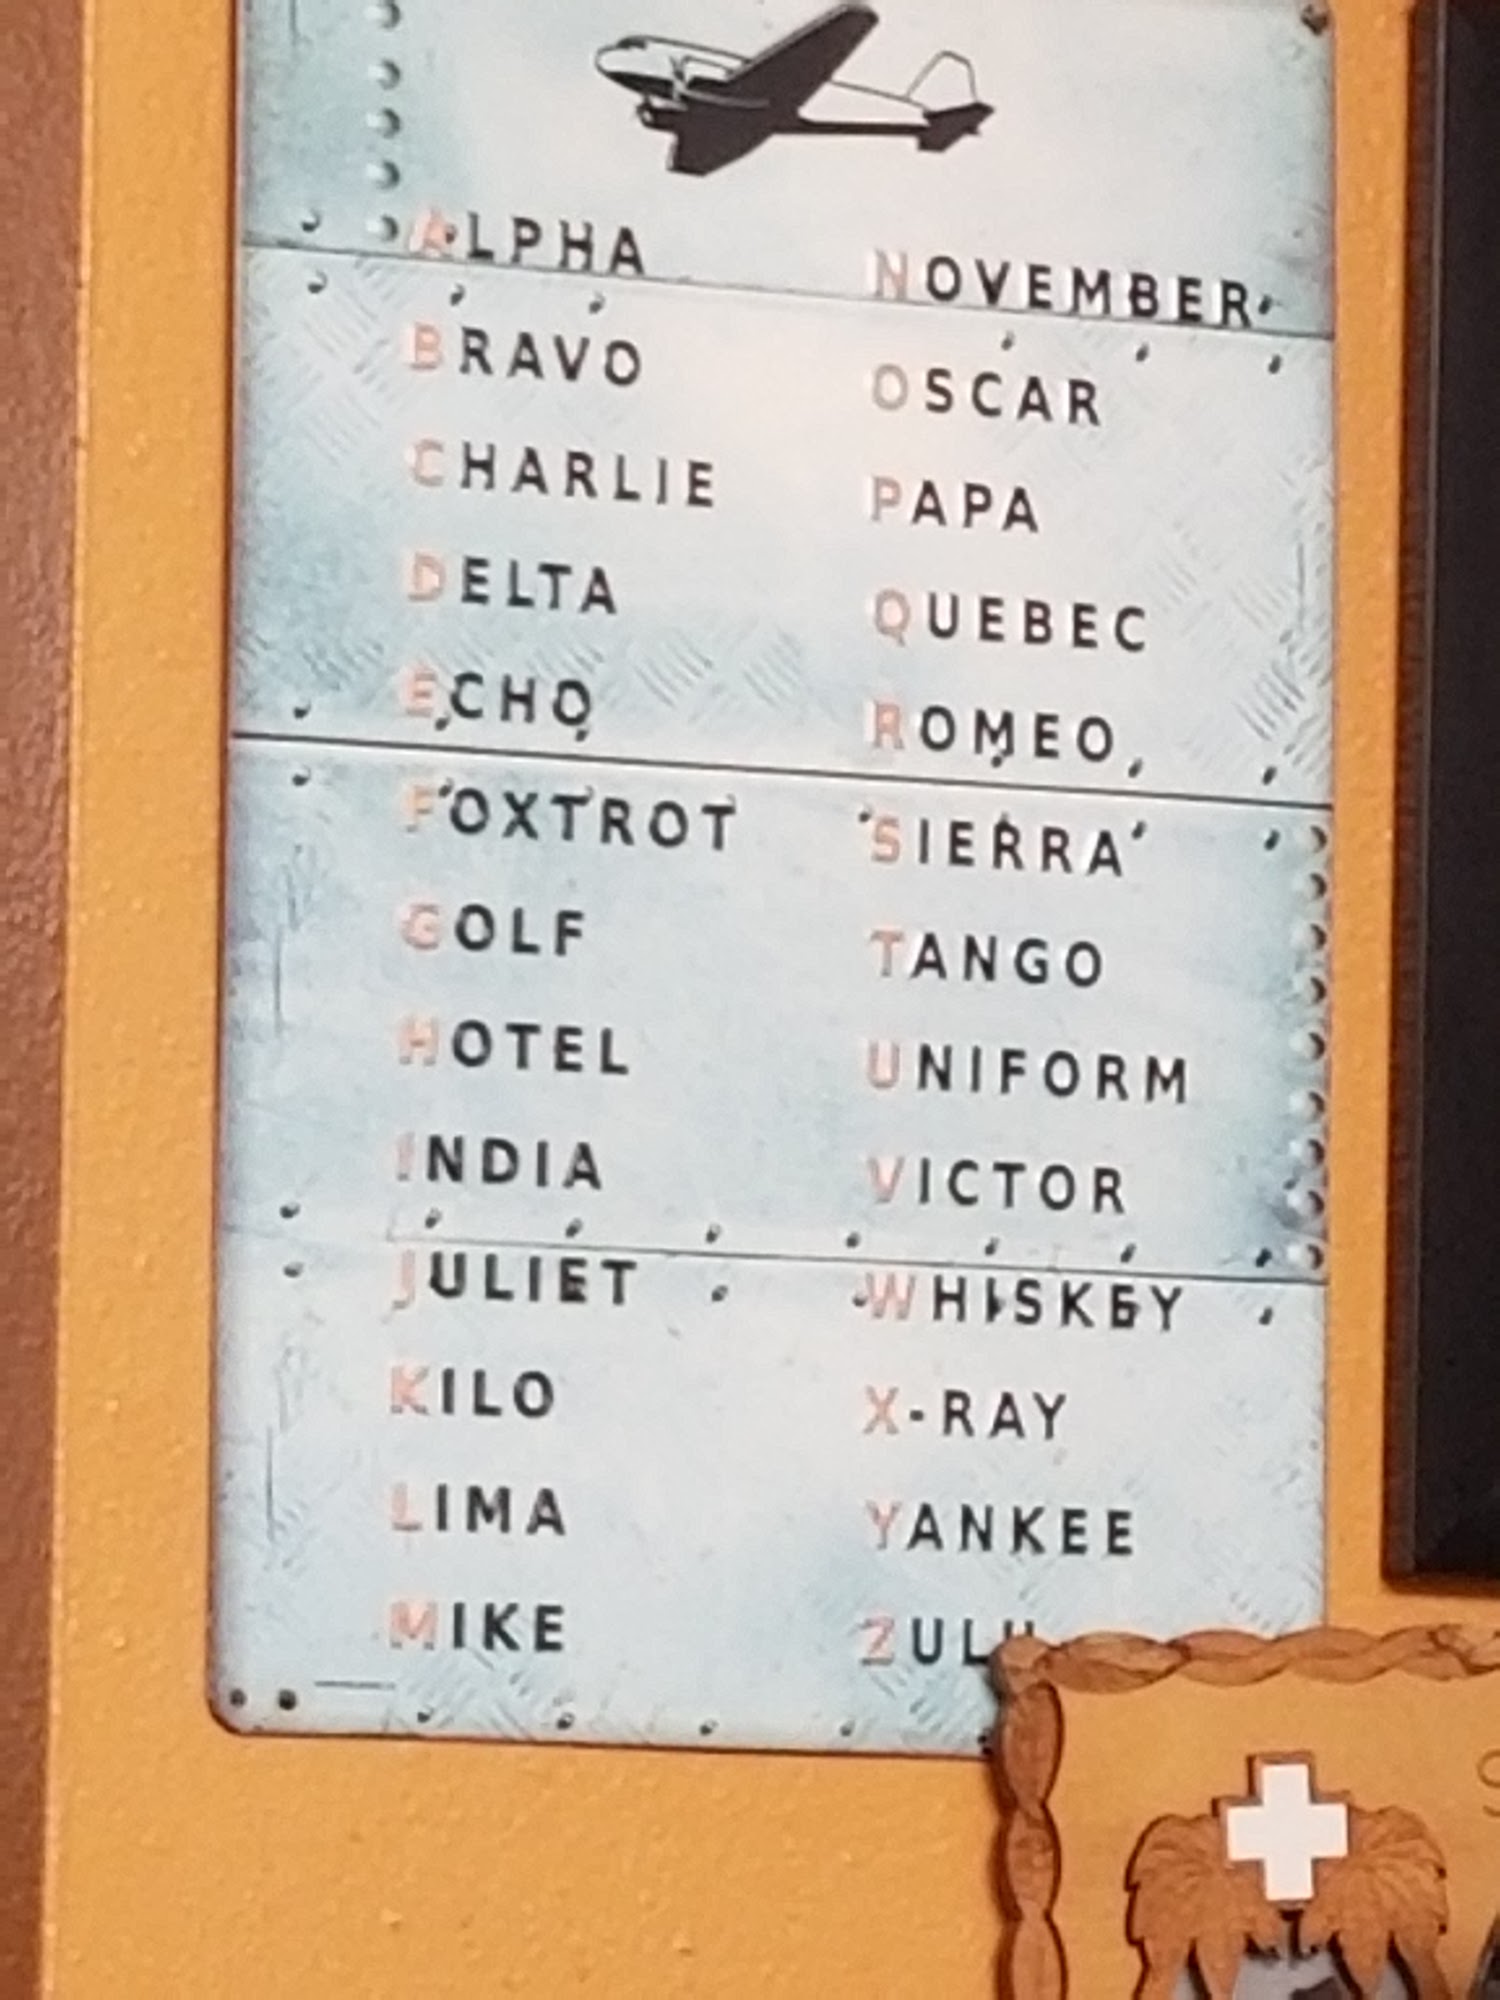 ALPHA
BRAVO
CHARLIE
DELTA
ECHO
FOXTROT
GOLF
HOTEL
INDIA
JULIET
KILO
LIMA
MIKE
NOVEMBER
OSCAR
PAPA
QUEBEC
ROMEO
SIERRA
TANGO
UNIFORM
VICTOR
WHISKEY
X-RAY
YANKEE
ZULU